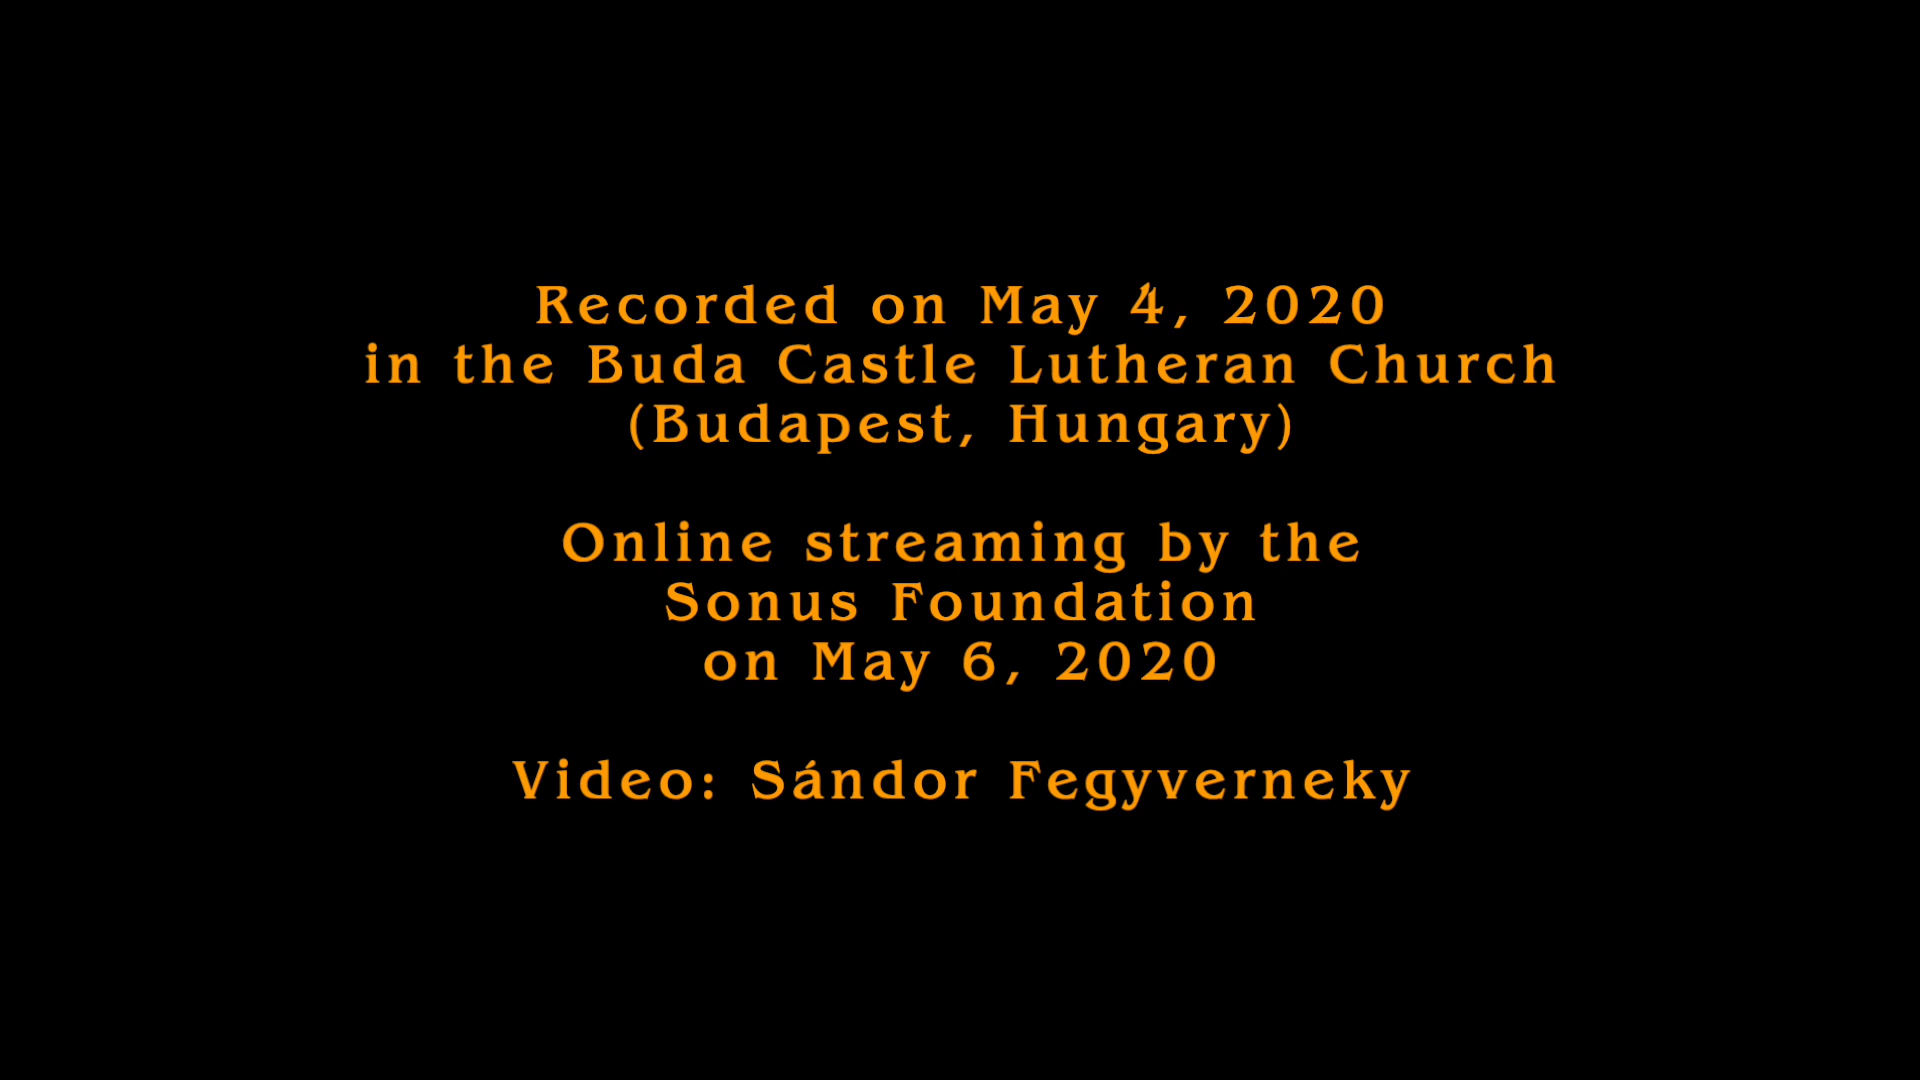 Recorded on May 4, 2020
in the Buda Castle Lutheran Church
(Budapest, Hungary)
Online streaming by the
Sonus Foundation
on May 6, 2020
Video: Sándor Fegyverneky